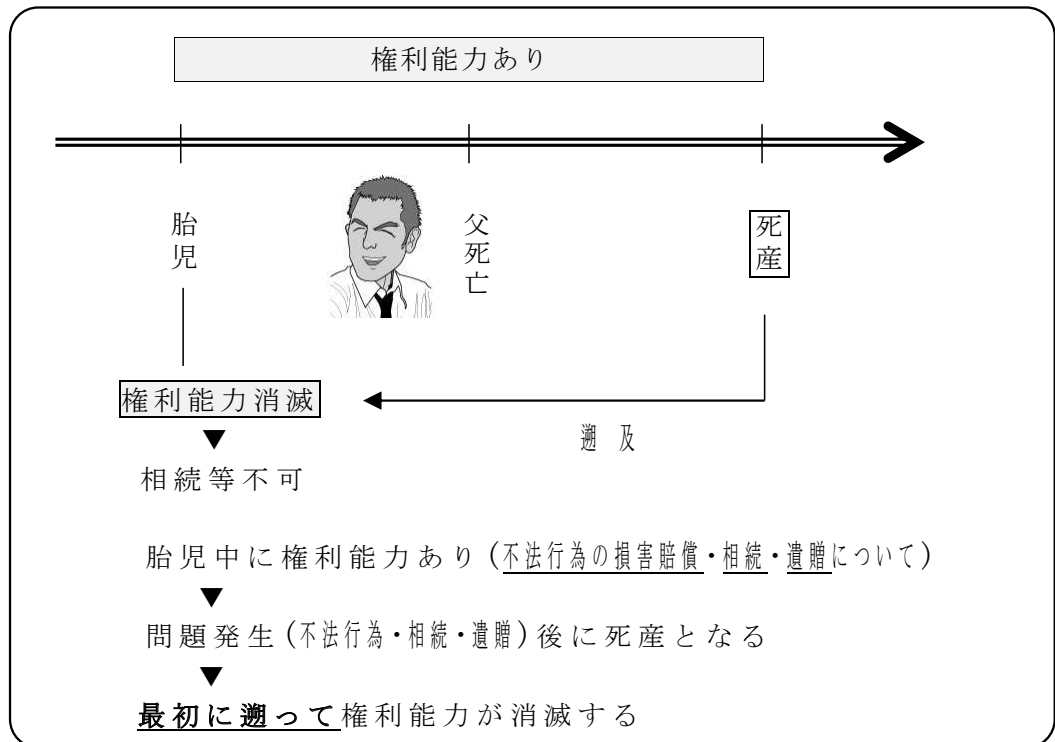 権利能力あり
胎児
父死亡
死産
権利能力消滅
遡及
▼
相続等不可
胎児中に権利能力あり(不法行為の損害賠償・相続・遺贈について)
▼
問題発生(不法行為・相続・遺贈)後に死産となる
▼
最初に遡って権利能力が消滅する